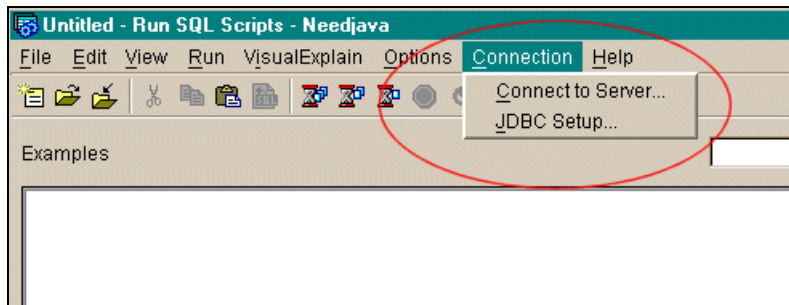 Untitled - Run SQL Scripts - Needjava
File Edit View Run VisualExplain Options Connection Help
Connect to Server...
JDBC Setup...
Examples